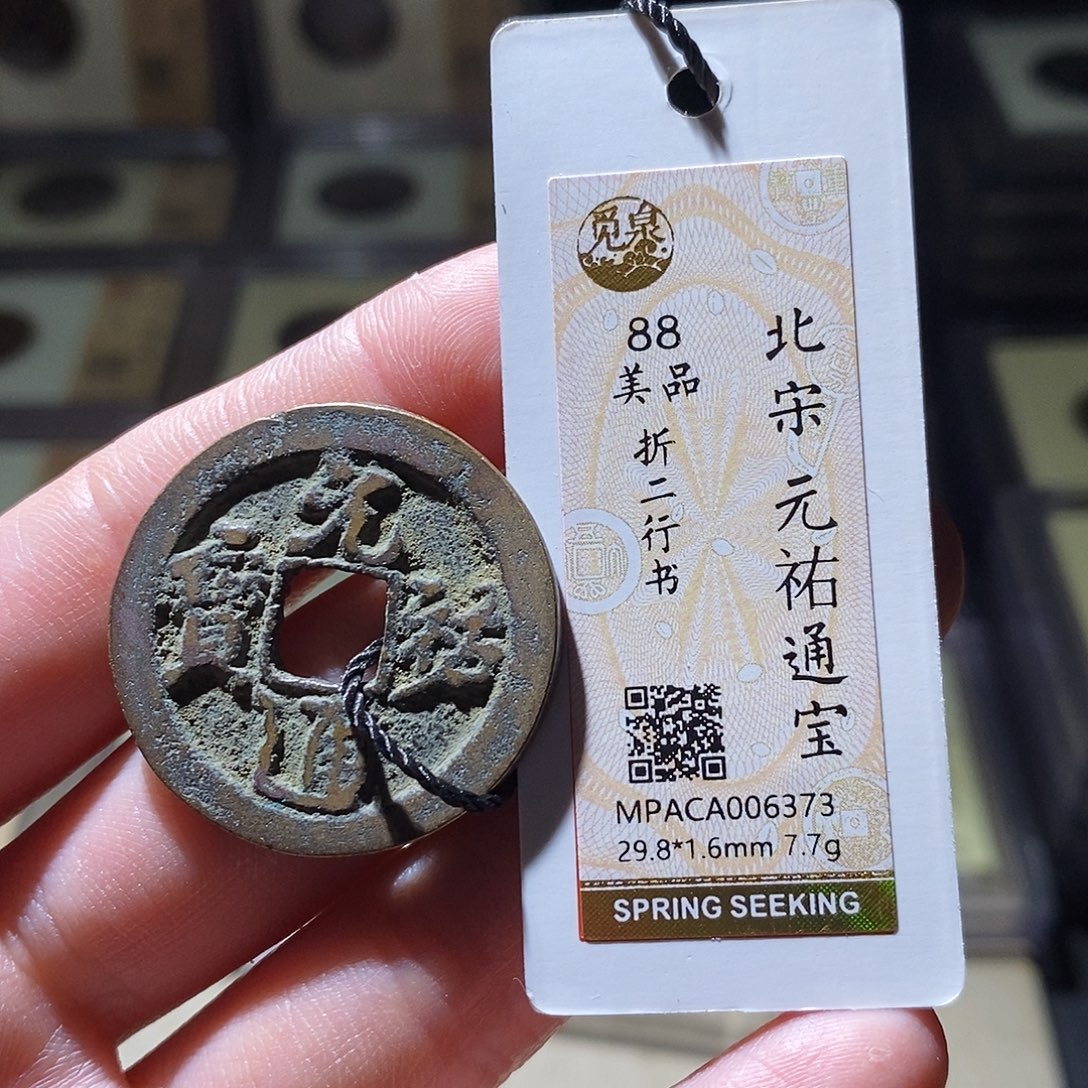 元祐通寳
觅泉
88
美品
折二行书
北宋元祐通宝
MPACA006373
29.8*1.6mm 7.7g
SPRING SEEKING